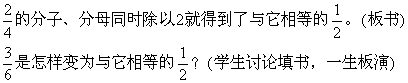 2/4的分子、分母同时除以2就得到了与它相等的1/2。(板书)
3/6是怎样变为与它相等的1/2？(学生讨论填书，一生板演)